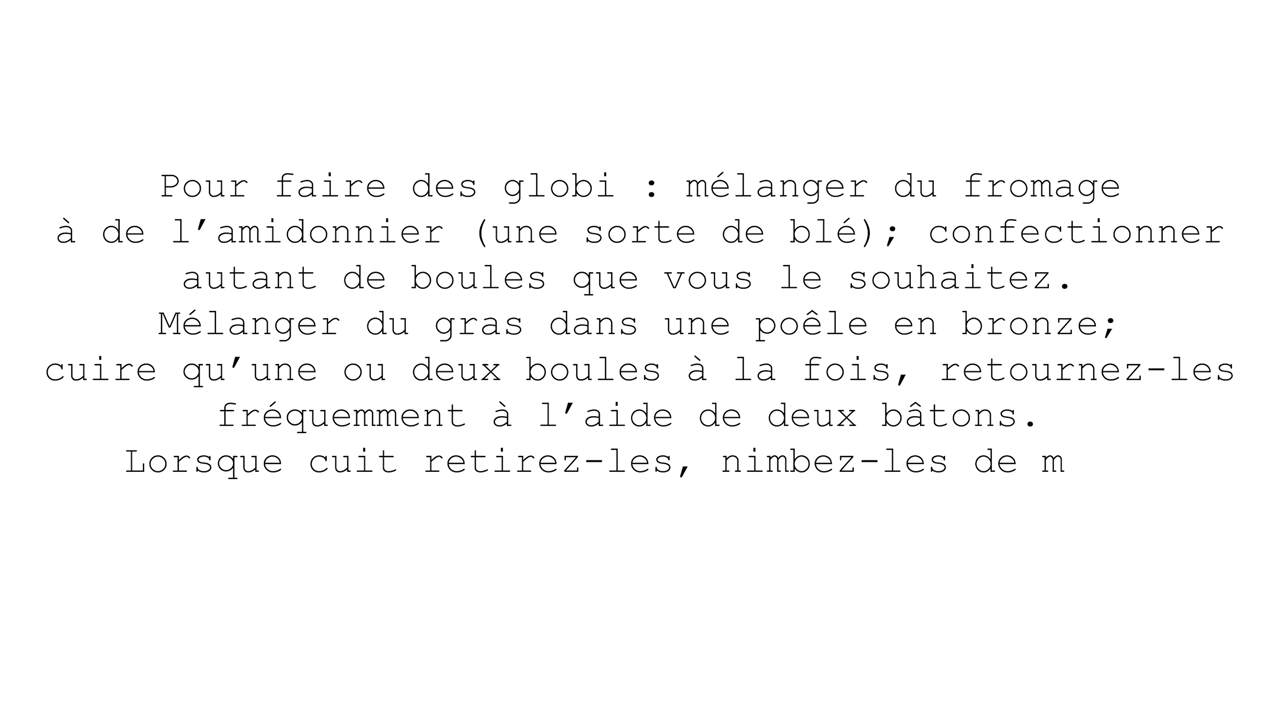 Pour faire des globi : mélanger du fromage
à de l’amidonnier (une sorte de blé); confectionner
autant de boules que vous le souhaitez.
Mélanger du gras dans une poêle en bronze;
cuire qu’une ou deux boules à la fois, retournez-les
fréquemment à l’aide de deux bâtons.
Lorsque cuit retirez-les, nimbez-les de m